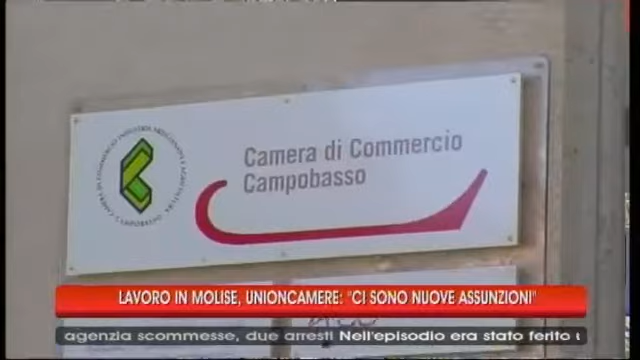 Camera di Commercio
Campobasso
LAVORO IN MOLISE, UNIONCAMERE: "CI SONO NUOVE ASSUNZIONI"
agenzia scommesse, due arresti Nell'episodio era stato ferito